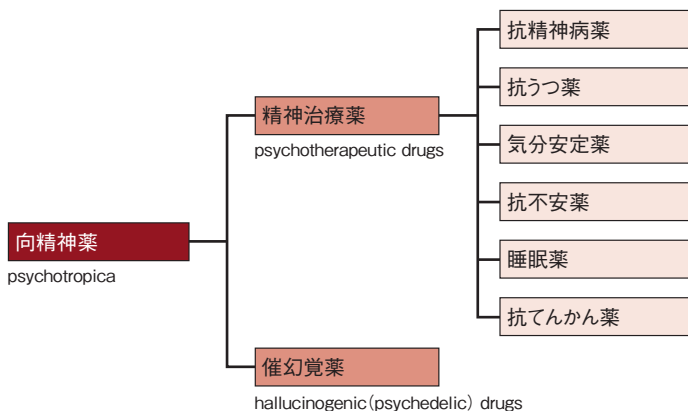 向精神薬
psychotropica
精神治療薬
psychotherapeutic drugs
催幻覚薬
hallucinogenic(psychedelic) drugs
抗精神病薬
抗うつ薬
気分安定薬
抗不安薬
睡眠薬
抗てんかん薬